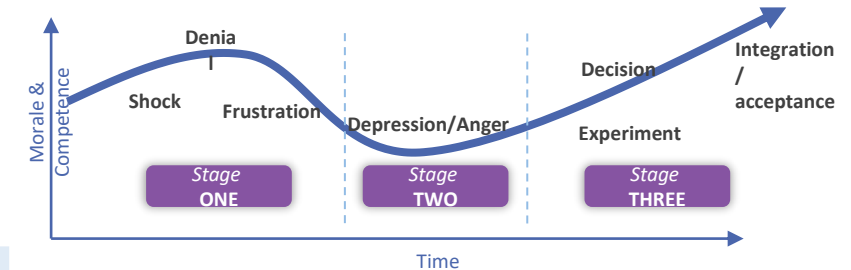 Denia
l
Shock
Frustration
Depression/Anger
Decision
Experiment
Integration
/
acceptance
Morale &
Competence
Stage
ONE
Stage
TWO
Stage
THREE
Time